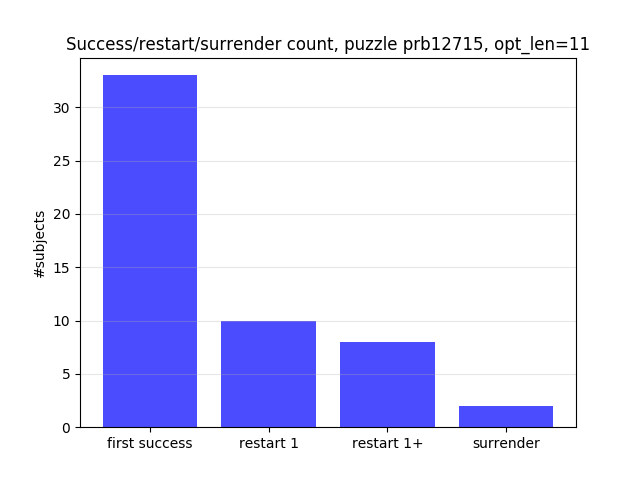 Success/restart/surrender count, puzzle prb12715, opt_len=11
#subjects
30
25
20
15
10
5
0
first success restart 1 restart 1+ surrender